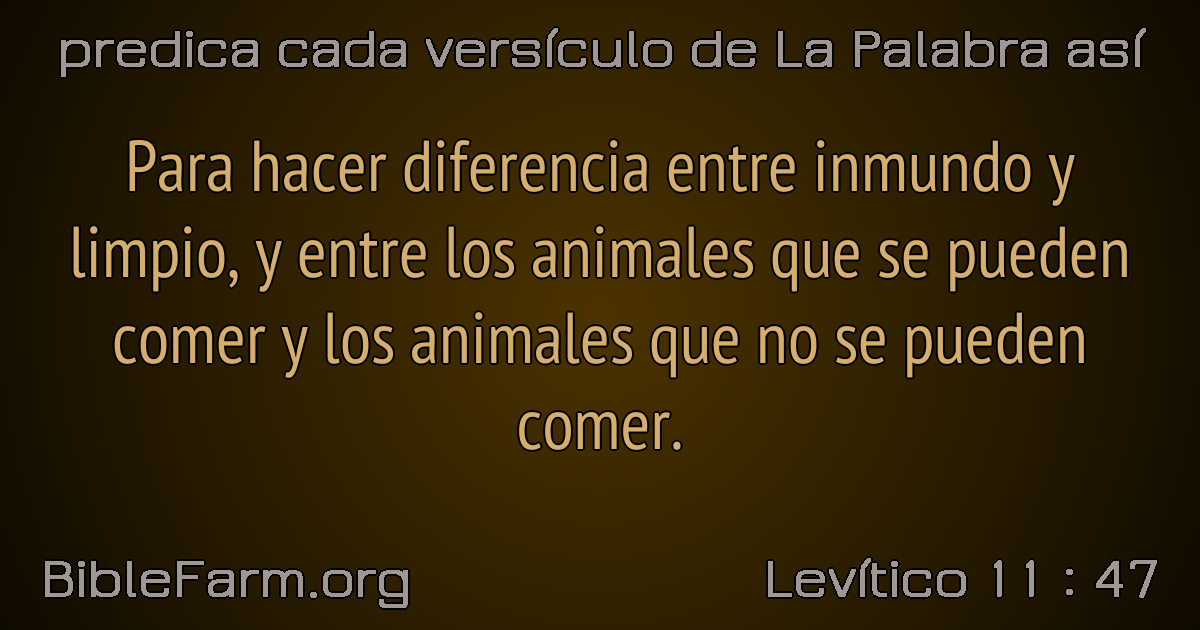 predica cada versículo de La Palabra así
Para hacer diferencia entre inmundo y
limpio, y entre los animales que se pueden
comer y los animales que no se pueden
comer.
BibleFarm.org
Levítico 11 : 47